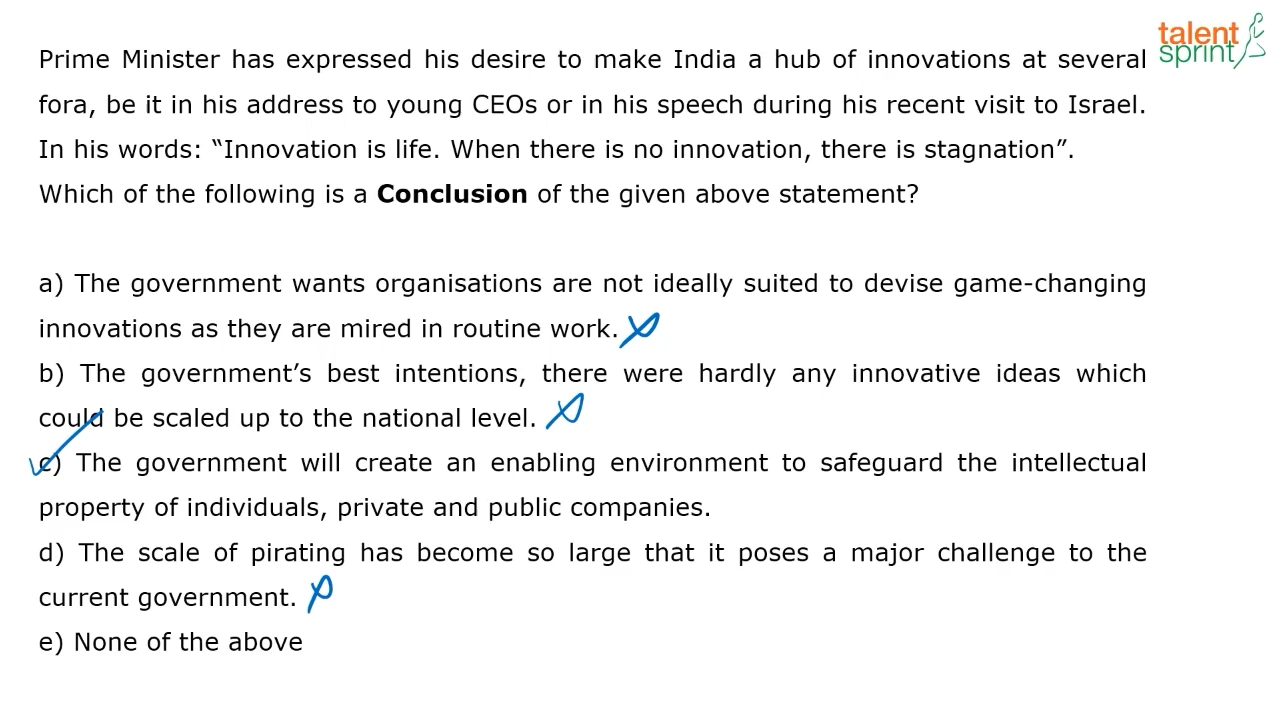 talent
sprint
Prime Minister has expressed his desire to make India a hub of innovations at several
fora, be it in his address to young CEOs or in his speech during his recent visit to Israel.
In his words: “Innovation is life. When there is no innovation, there is stagnation”.
Which of the following is a Conclusion of the given above statement?
a) The government wants organisations are not ideally suited to devise game-changing
innovations as they are mired in routine work.
b) The government’s best intentions, there were hardly any innovative ideas which
could be scaled up to the national level.
c) The government will create an enabling environment to safeguard the intellectual
property of individuals, private and public companies.
d) The scale of pirating has become so large that it poses a major challenge to the
current government.
e) None of the above